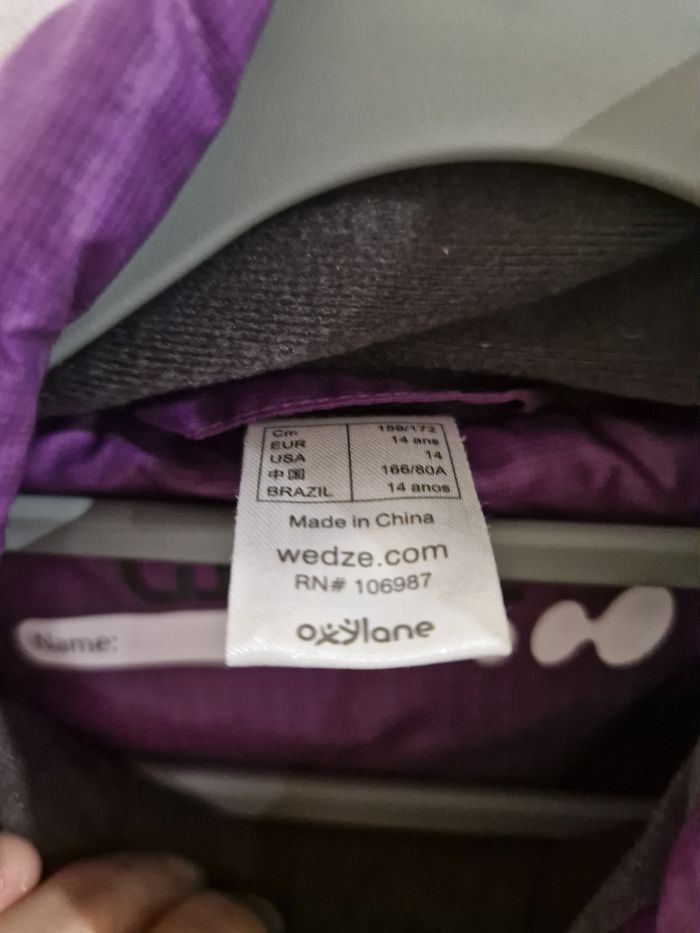 Cm 159/172
EUR 14 ans
USA 14
中国 166/80A
BRAZIL 14 anos
Made in China
wedze.com
RN# 106987
oxylane
Name: